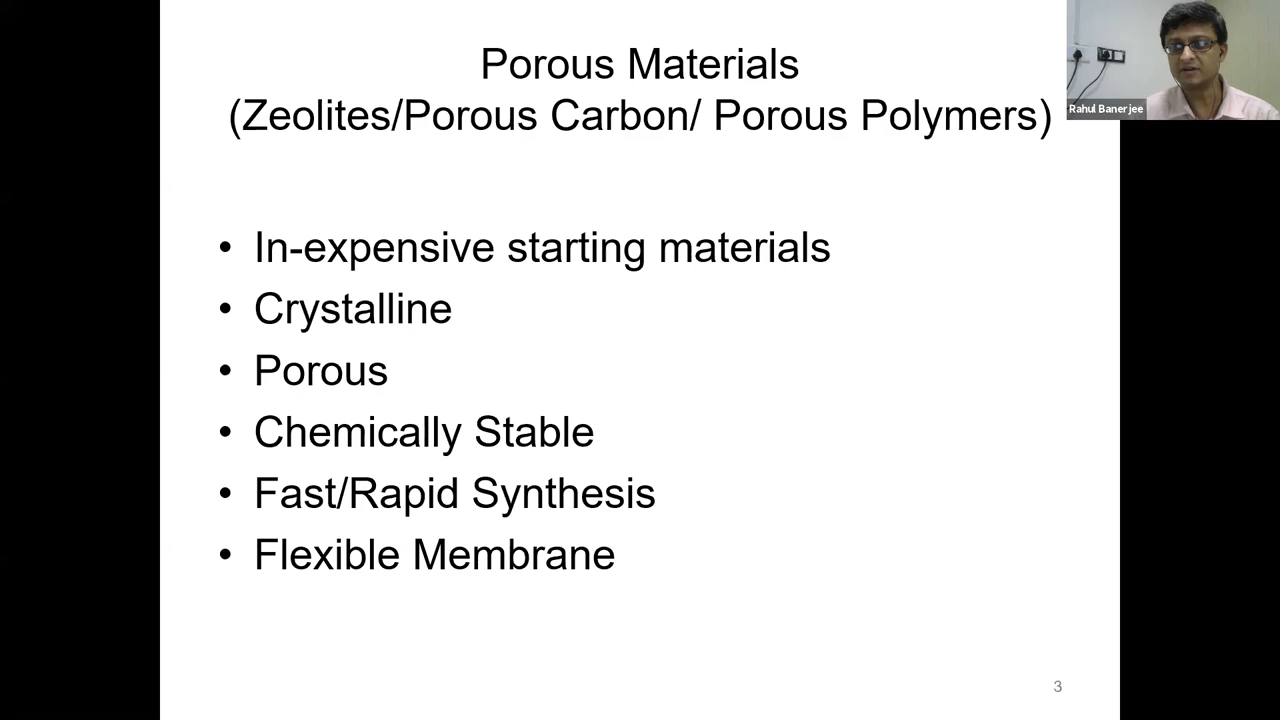 Porous Materials
(Zeolites/Porous Carbon/ Porous Polymers)
Rahul Banerjee
• In-expensive starting materials
• Crystalline
• Porous
• Chemically Stable
• Fast/Rapid Synthesis
• Flexible Membrane
3